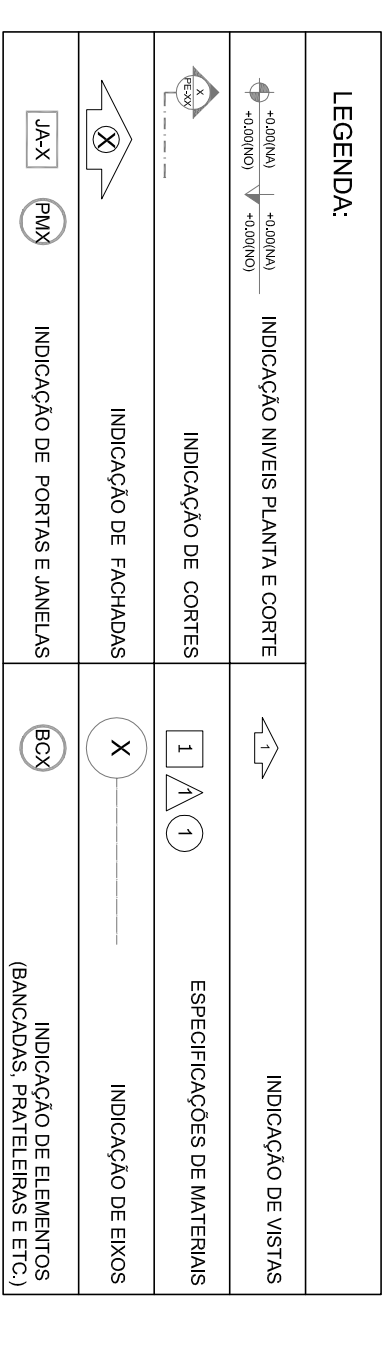 LEGENDA:
+0.00(NA) +0.00(NA)
+0.00(NO) +0.00(NO)
INDICAÇÃO NIVEIS PLANTA E CORTE
1
INDICAÇÃO DE VISTAS
X
PE-XX
INDICAÇÃO DE CORTES
1 1 1
ESPECIFICAÇÕES DE MATERIAIS
X
INDICAÇÃO DE FACHADAS
X
INDICAÇÃO DE EIXOS
JA-X PMX
INDICAÇÃO DE PORTAS E JANELAS
BCX
INDICAÇÃO DE ELEMENTOS
(BANCADAS, PRATELEIRAS E ETC.)